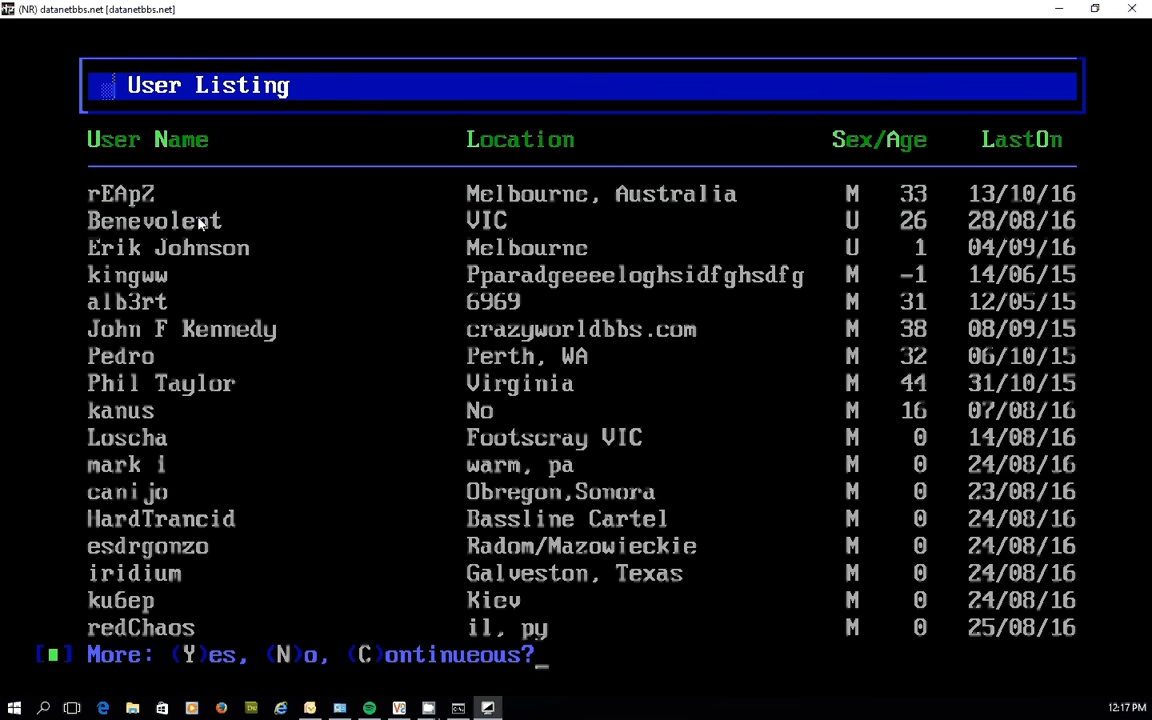 (NR) datanetbbs.net [datanetbbs.net]
User Listing
User Name Location Sex/Age LastOn
rEApZ Melbourne, Australia M 33 13/10/16
Benevolent VIC U 26 28/08/16
Erik Johnson Melbourne U 1 04/09/16
kingww Pparadgeeeeloghsidfghsdfg M -1 14/06/15
alb3rt 6969 M 31 12/05/15
John F Kennedy crazyworldbbs.com M 38 08/09/15
Pedro Perth, WA M 32 06/10/15
Phil Taylor Virginia M 44 31/10/15
kanus No M 16 07/08/16
Loscha Footscray VIC M 0 14/08/16
mark i warm, pa M 0 24/08/16
canijo Obregon,Sonora M 0 23/08/16
HardTrancid Bassline Cartel M 0 24/08/16
esdrgonzo Radom/Mazowieckie M 0 24/08/16
iridium Galveston, Texas M 0 24/08/16
ku6ep Kiev M 0 24/08/16
redChaos il, py M 0 25/08/16
[■] More: (Y)es, (N)o, (C)ontinueous?_
12:17 PM